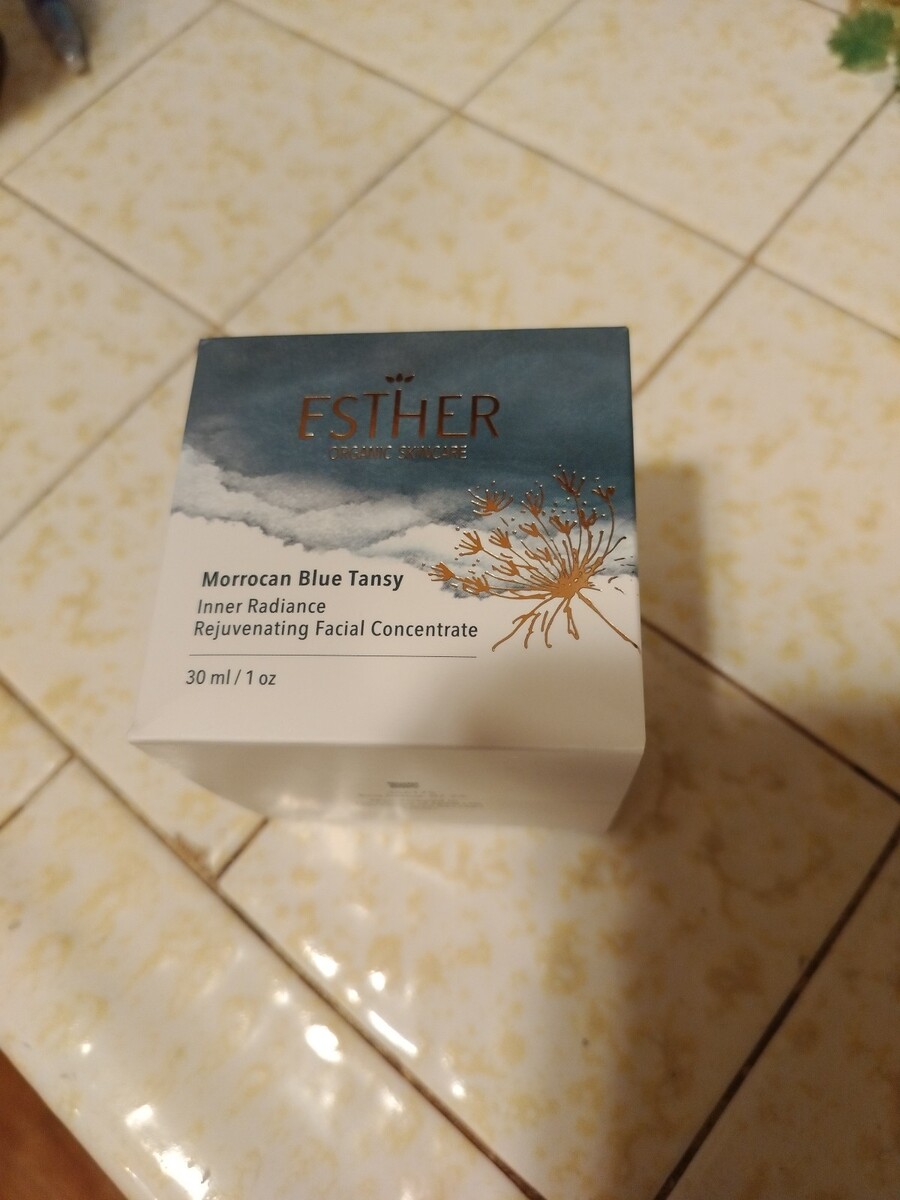 ESTHER
ORGANIC SKINCARE
Morrocan Blue Tansy
Inner Radiance
Rejuvenating Facial Concentrate
30 ml / 1 oz